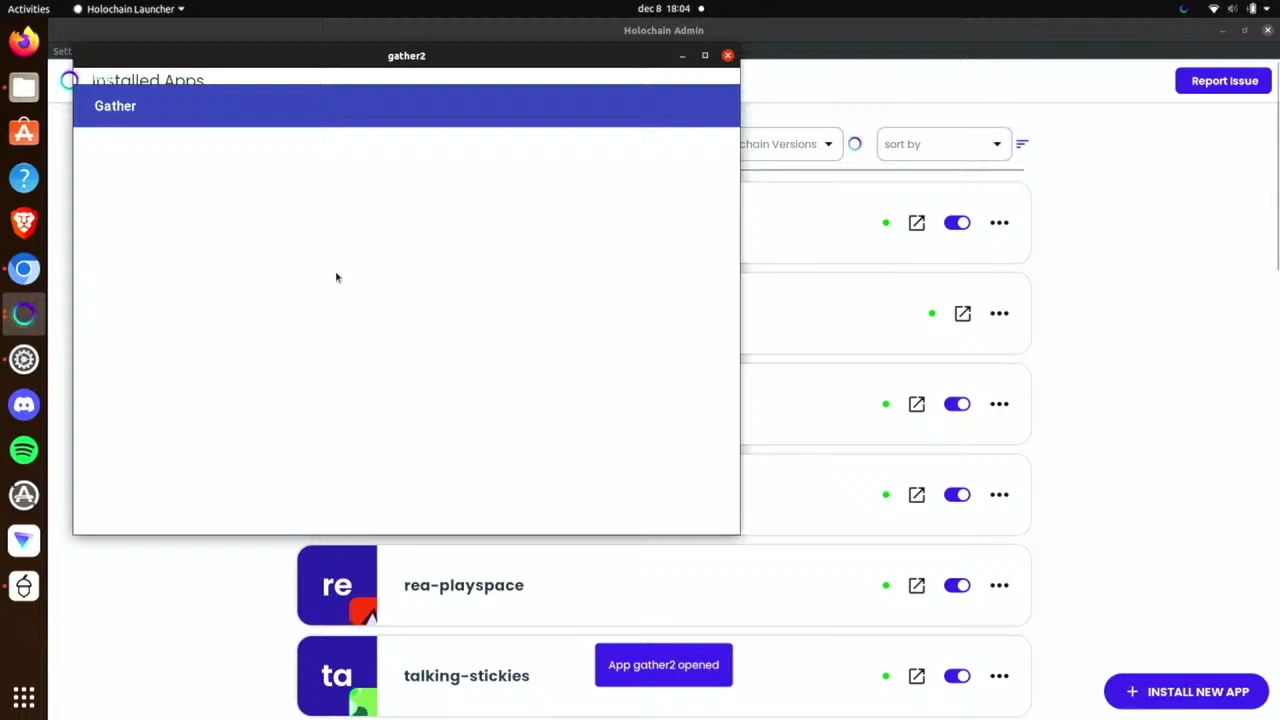 Activities
Holochain Launcher
dec 8 18:04
Holochain Admin
Sett
gather2
Installed Apps
Report Issue
Gather
chain Versions
sort by
re
rea-playspace
ta
talking-stickies
App gather2 opened
+ INSTALL NEW APP